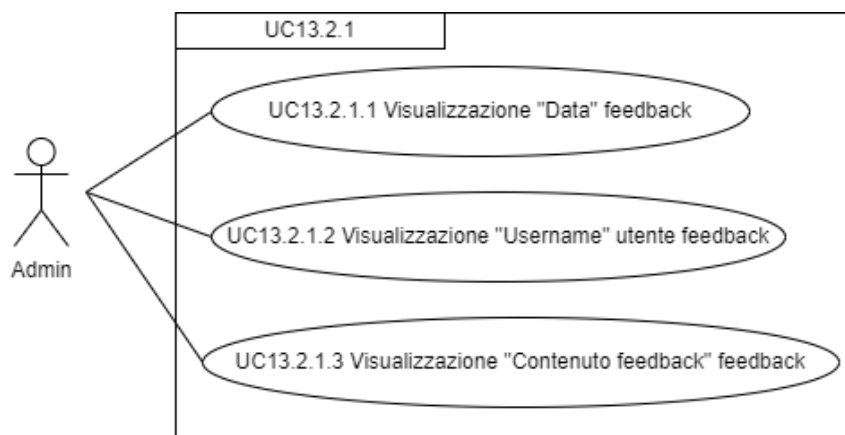 UC13.2.1
UC13.2.1.1 Visualizzazione "Data" feedback
UC13.2.1.2 Visualizzazione "Username" utente feedback
Admin
UC13.2.1.3 Visualizzazione "Contenuto feedback" feedback